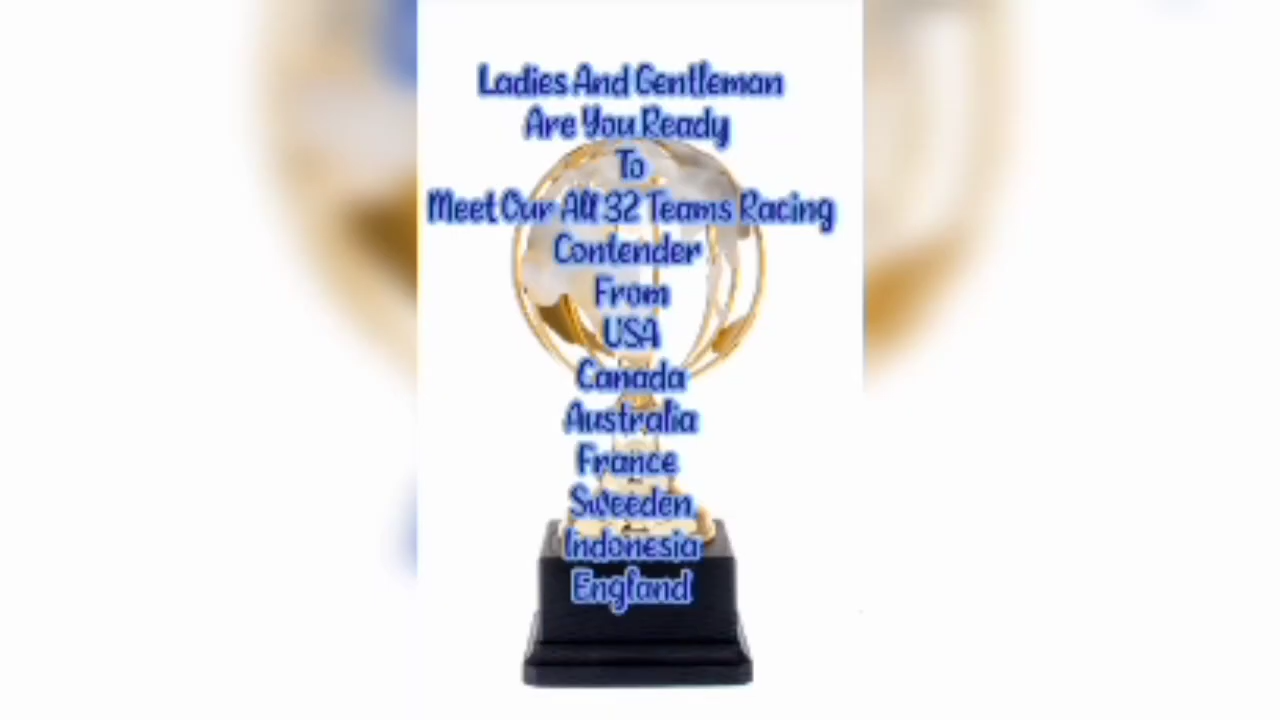 Ladies And Gentleman
Are You Ready
To
Meet Our All 32 Teams Racing
Contender
From
USA
Canada
Australia
France
Sweeden
Indonesia
England